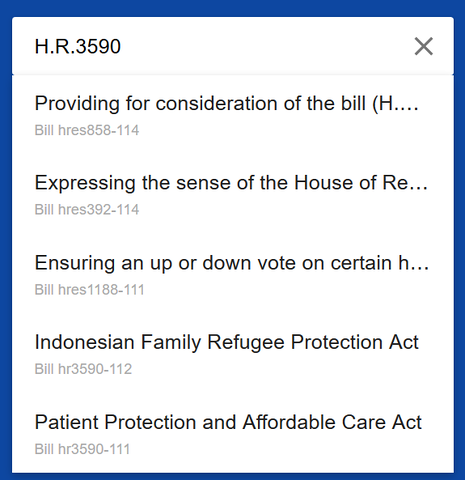 H.R.3590
Providing for consideration of the bill (H.…
Bill hres858-114
Expressing the sense of the House of Re…
Bill hres392-114
Ensuring an up or down vote on certain h…
Bill hres1188-111
Indonesian Family Refugee Protection Act
Bill hr3590-112
Patient Protection and Affordable Care Act
Bill hr3590-111